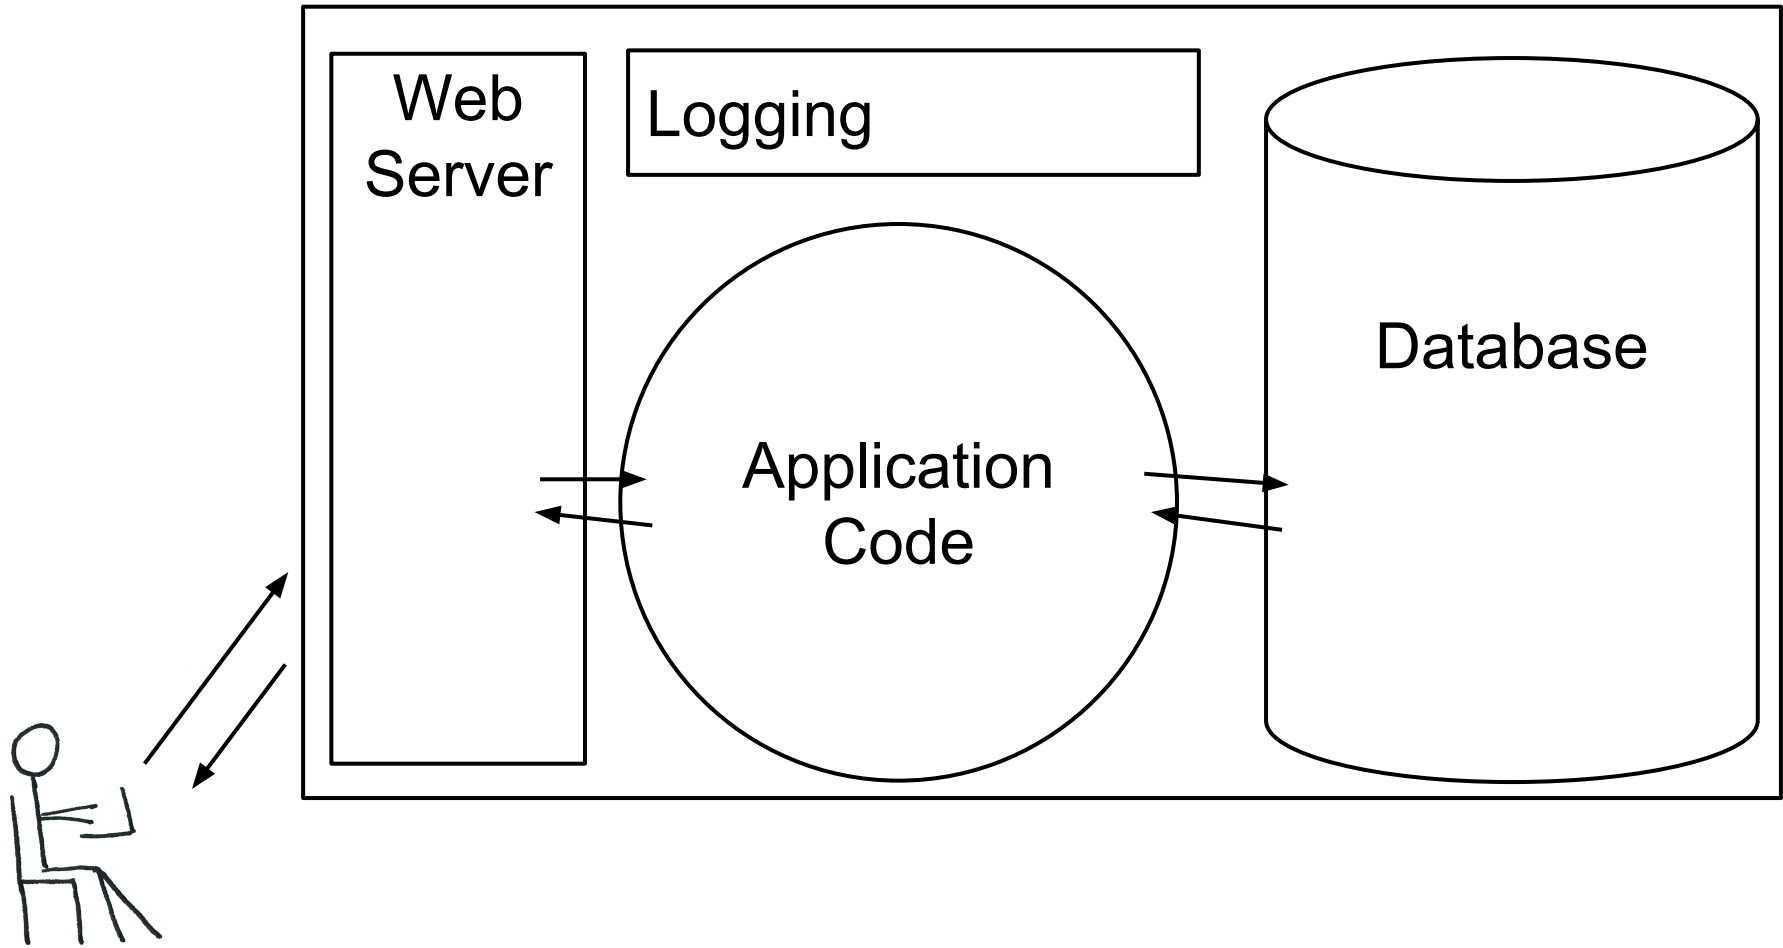 Web
Server
Logging
Application
Code
Database